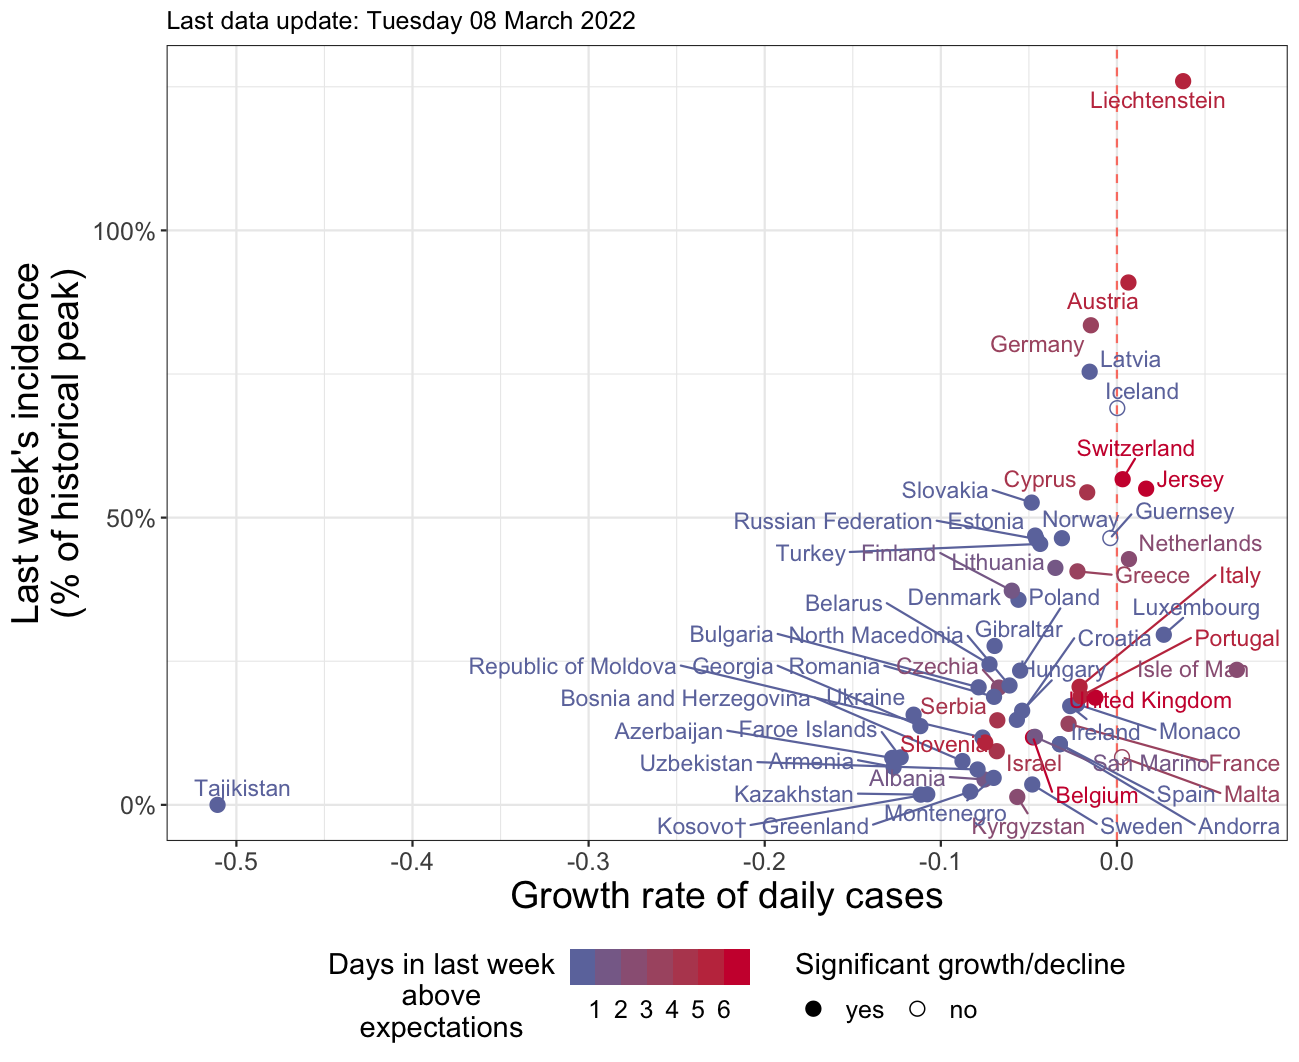 Last data update: Tuesday 08 March 2022
Last week's incidence
(% of historical peak)
100%
50%
0%
Liechtenstein
Austria
Germany
Latvia
Iceland
Switzerland
Cyprus
Jersey
Slovakia
Guernsey
Russian Federation
Estonia
Norway
Netherlands
Turkey
Finland
Lithuania
Greece
Italy
Belarus
Denmark
Poland
Luxembourg
Bulgaria
North Macedonia
Gibraltar
Croatia
Portugal
Republic of Moldova
Georgia
Romania
Czechia
Hungary
Isle of Man
Bosnia and Herzegovina
Ukraine
Serbia
United Kingdom
Azerbaijan
Faroe Islands
Slovenia
Ireland
Monaco
Uzbekistan
Armenia
Israel
San Marino
France
Albania
Tajikistan
Kazakhstan
Belgium
Spain
Malta
Montenegro
Kosovo†
Greenland
Kyrgyzstan
Sweden
Andorra
-0.5
-0.4
-0.3
-0.2
-0.1
0.0
Growth rate of daily cases
Days in last week
above
expectations
1 2 3 4 5 6
Significant growth/decline
yes
no